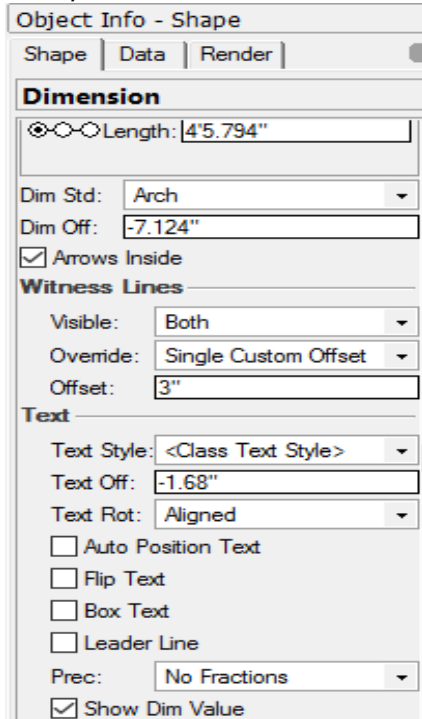 Object Info - Shape
Shape Data Render
Dimension
Length: 4'5.794"
Dim Std: Arch
Dim Off: -7.124"
Arrows Inside
Witness Lines
Visible: Both
Override: Single Custom Offset
Offset: 3"
Text
Text Style: <Class Text Style>
Text Off: -1.68"
Text Rot: Aligned
Auto Position Text
Flip Text
Box Text
Leader Line
Prec: No Fractions
Show Dim Value